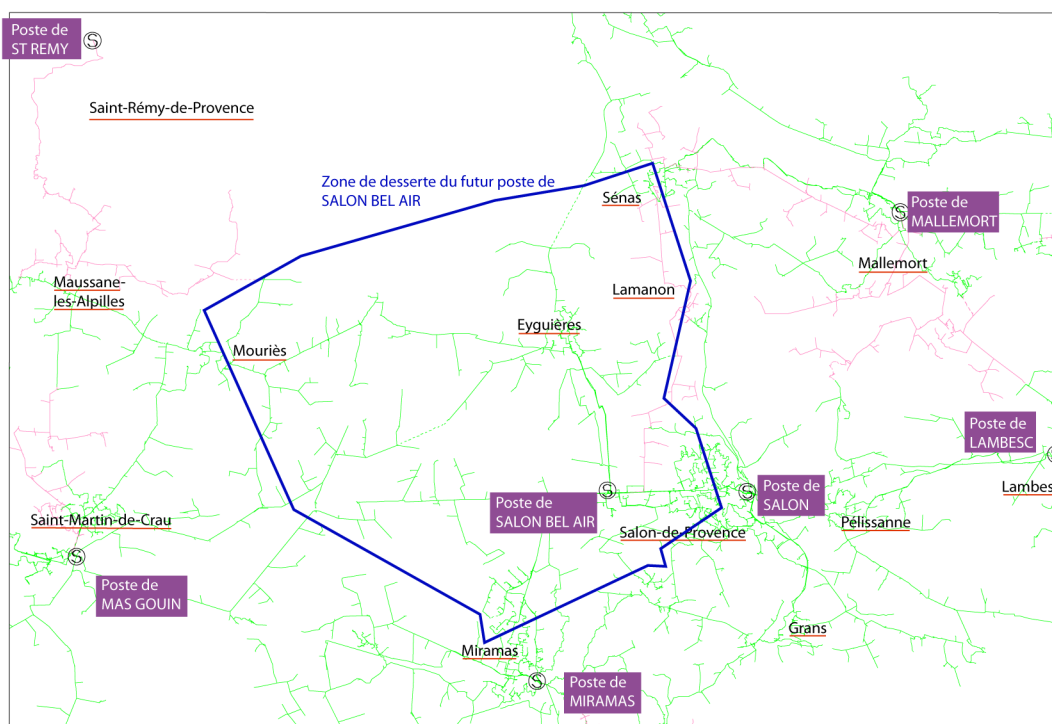 Poste de
ST REMY
S
Saint-Rémy-de-Provence
Zone de desserte du futur poste de
SALON BEL AIR
Sénas
S
Poste de
MALLEMORT
Mallemort
Maussane-
les-Alpilles
Lamanon
Eyguières
Mouriès
Poste de
LAMBESC
S
Lambes
S
Poste de
SALON BEL AIR
S
Poste de
SALON
Saint-Martin-de-Crau
Salon-de-Provence
Pélissanne
S
Poste de
MAS GOUIN
Grans
Miramas
S
Poste de
MIRAMAS